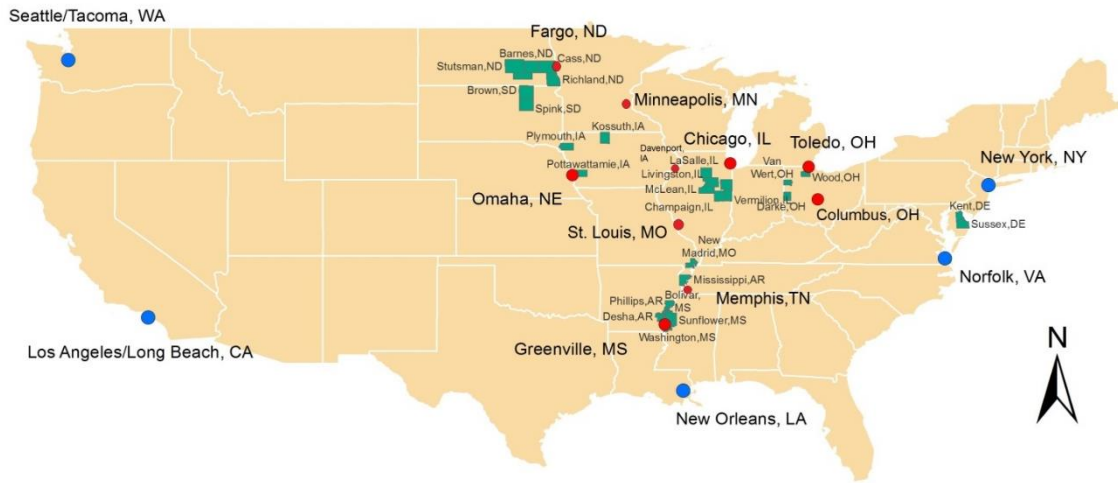 Seattle/Tacoma, WA
Fargo, ND
Barnes,ND
Cass,ND
Stutsman,ND
Richland,ND
Brown,SD
Spink,SD
Minneapolis, MN
Kossuth,IA
Plymouth,IA
Chicago, IL
Toledo, OH
Davenport,
IA
LaSalle,IL
Van
Wert,OH
New York, NY
Pottawattamie,IA
Livingston,IL
Wood,OH
McLean,IL
Omaha, NE
Vermilion,
Darke,OH
Kent,DE
Champaign,IL
Columbus, OH
Sussex,DE
St. Louis, MO
New
Madrid,MO
Norfolk, VA
Mississippi,AR
Phillips,AR
Bolivar,
MS
Memphis,TN
Desha,AR
Sunflower,MS
Washington,MS
Los Angeles/Long Beach, CA
Greenville, MS
N
New Orleans, LA